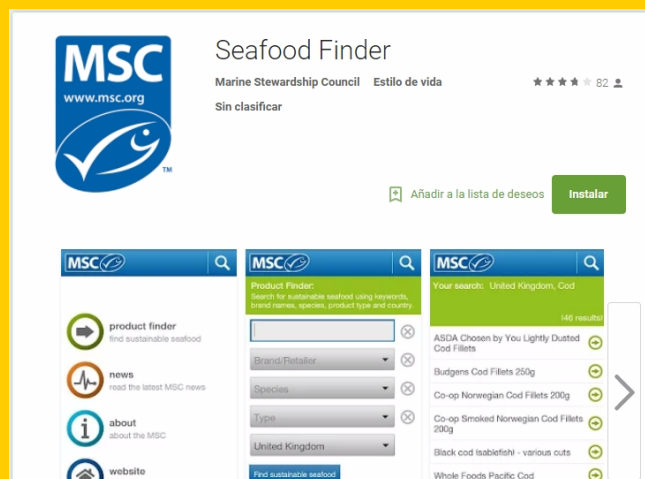 MSC
www.msc.org
TM
Seafood Finder
Marine Stewardship Council Estilo de vida
82
Sin clasificar
Añadir a la lista de deseos
Instalar
MSC
product finder
find sustainable seafood
news
read the latest MSC news
about
about the MSC
website
MSC
Product Finder:
Search for sustainable seafood using keywords,
brand names, species, product type and country.
Brand/Retailer
Species
Type
United Kingdom
Find sustainable seafood
MSC
Your search: United Kingdom, Cod
(46 results)
ASDA Chosen by You Lightly Dusted
Cod Fillets
Budgens Cod Fillets 250g
Co-op Norwegian Cod Fillets 200g
Co-op Smoked Norwegian Cod Fillets
200g
Black cod (sablefish) - various cuts
Whole Foods Pacific Cod